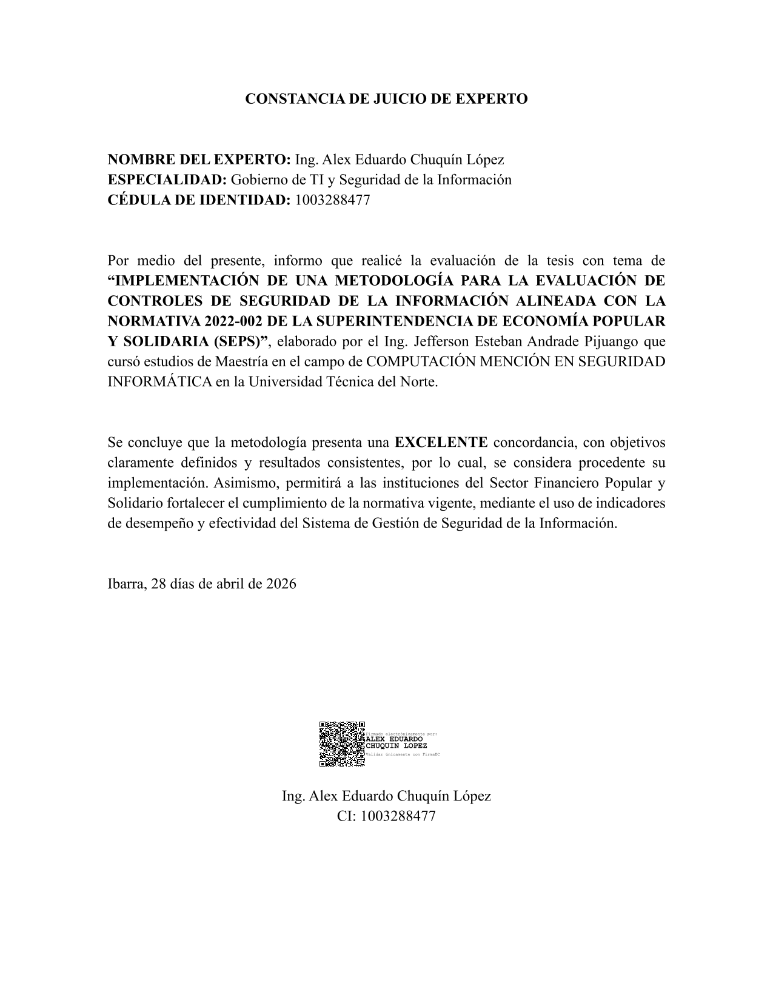 CONSTANCIA DE JUICIO DE EXPERTO
NOMBRE DEL EXPERTO: Ing. Alex Eduardo Chuquín López
ESPECIALIDAD: Gobierno de TI y Seguridad de la Información
CÉDULA DE IDENTIDAD: 1003288477
Por medio del presente, informo que realicé la evaluación de la tesis con tema de
“IMPLEMENTACIÓN DE UNA METODOLOGÍA PARA LA EVALUACIÓN DE
CONTROLES DE SEGURIDAD DE LA INFORMACIÓN ALINEADA CON LA
NORMATIVA 2022-002 DE LA SUPERINTENDENCIA DE ECONOMÍA POPULAR
Y SOLIDARIA (SEPS)”, elaborado por el Ing. Jefferson Esteban Andrade Pijuango que
cursó estudios de Maestría en el campo de COMPUTACIÓN MENCIÓN EN SEGURIDAD
INFORMÁTICA en la Universidad Técnica del Norte.
Se concluye que la metodología presenta una EXCELENTE concordancia, con objetivos
claramente definidos y resultados consistentes, por lo cual, se considera procedente su
implementación. Asimismo, permitirá a las instituciones del Sector Financiero Popular y
Solidario fortalecer el cumplimiento de la normativa vigente, mediante el uso de indicadores
de desempeño y efectividad del Sistema de Gestión de Seguridad de la Información.
Ibarra, 28 días de abril de 2026
Firmado electrónicamente por:
ALEX EDUARDO
CHUQUIN LOPEZ
Validar únicamente con FirmaEC
Ing. Alex Eduardo Chuquín López
CI: 1003288477